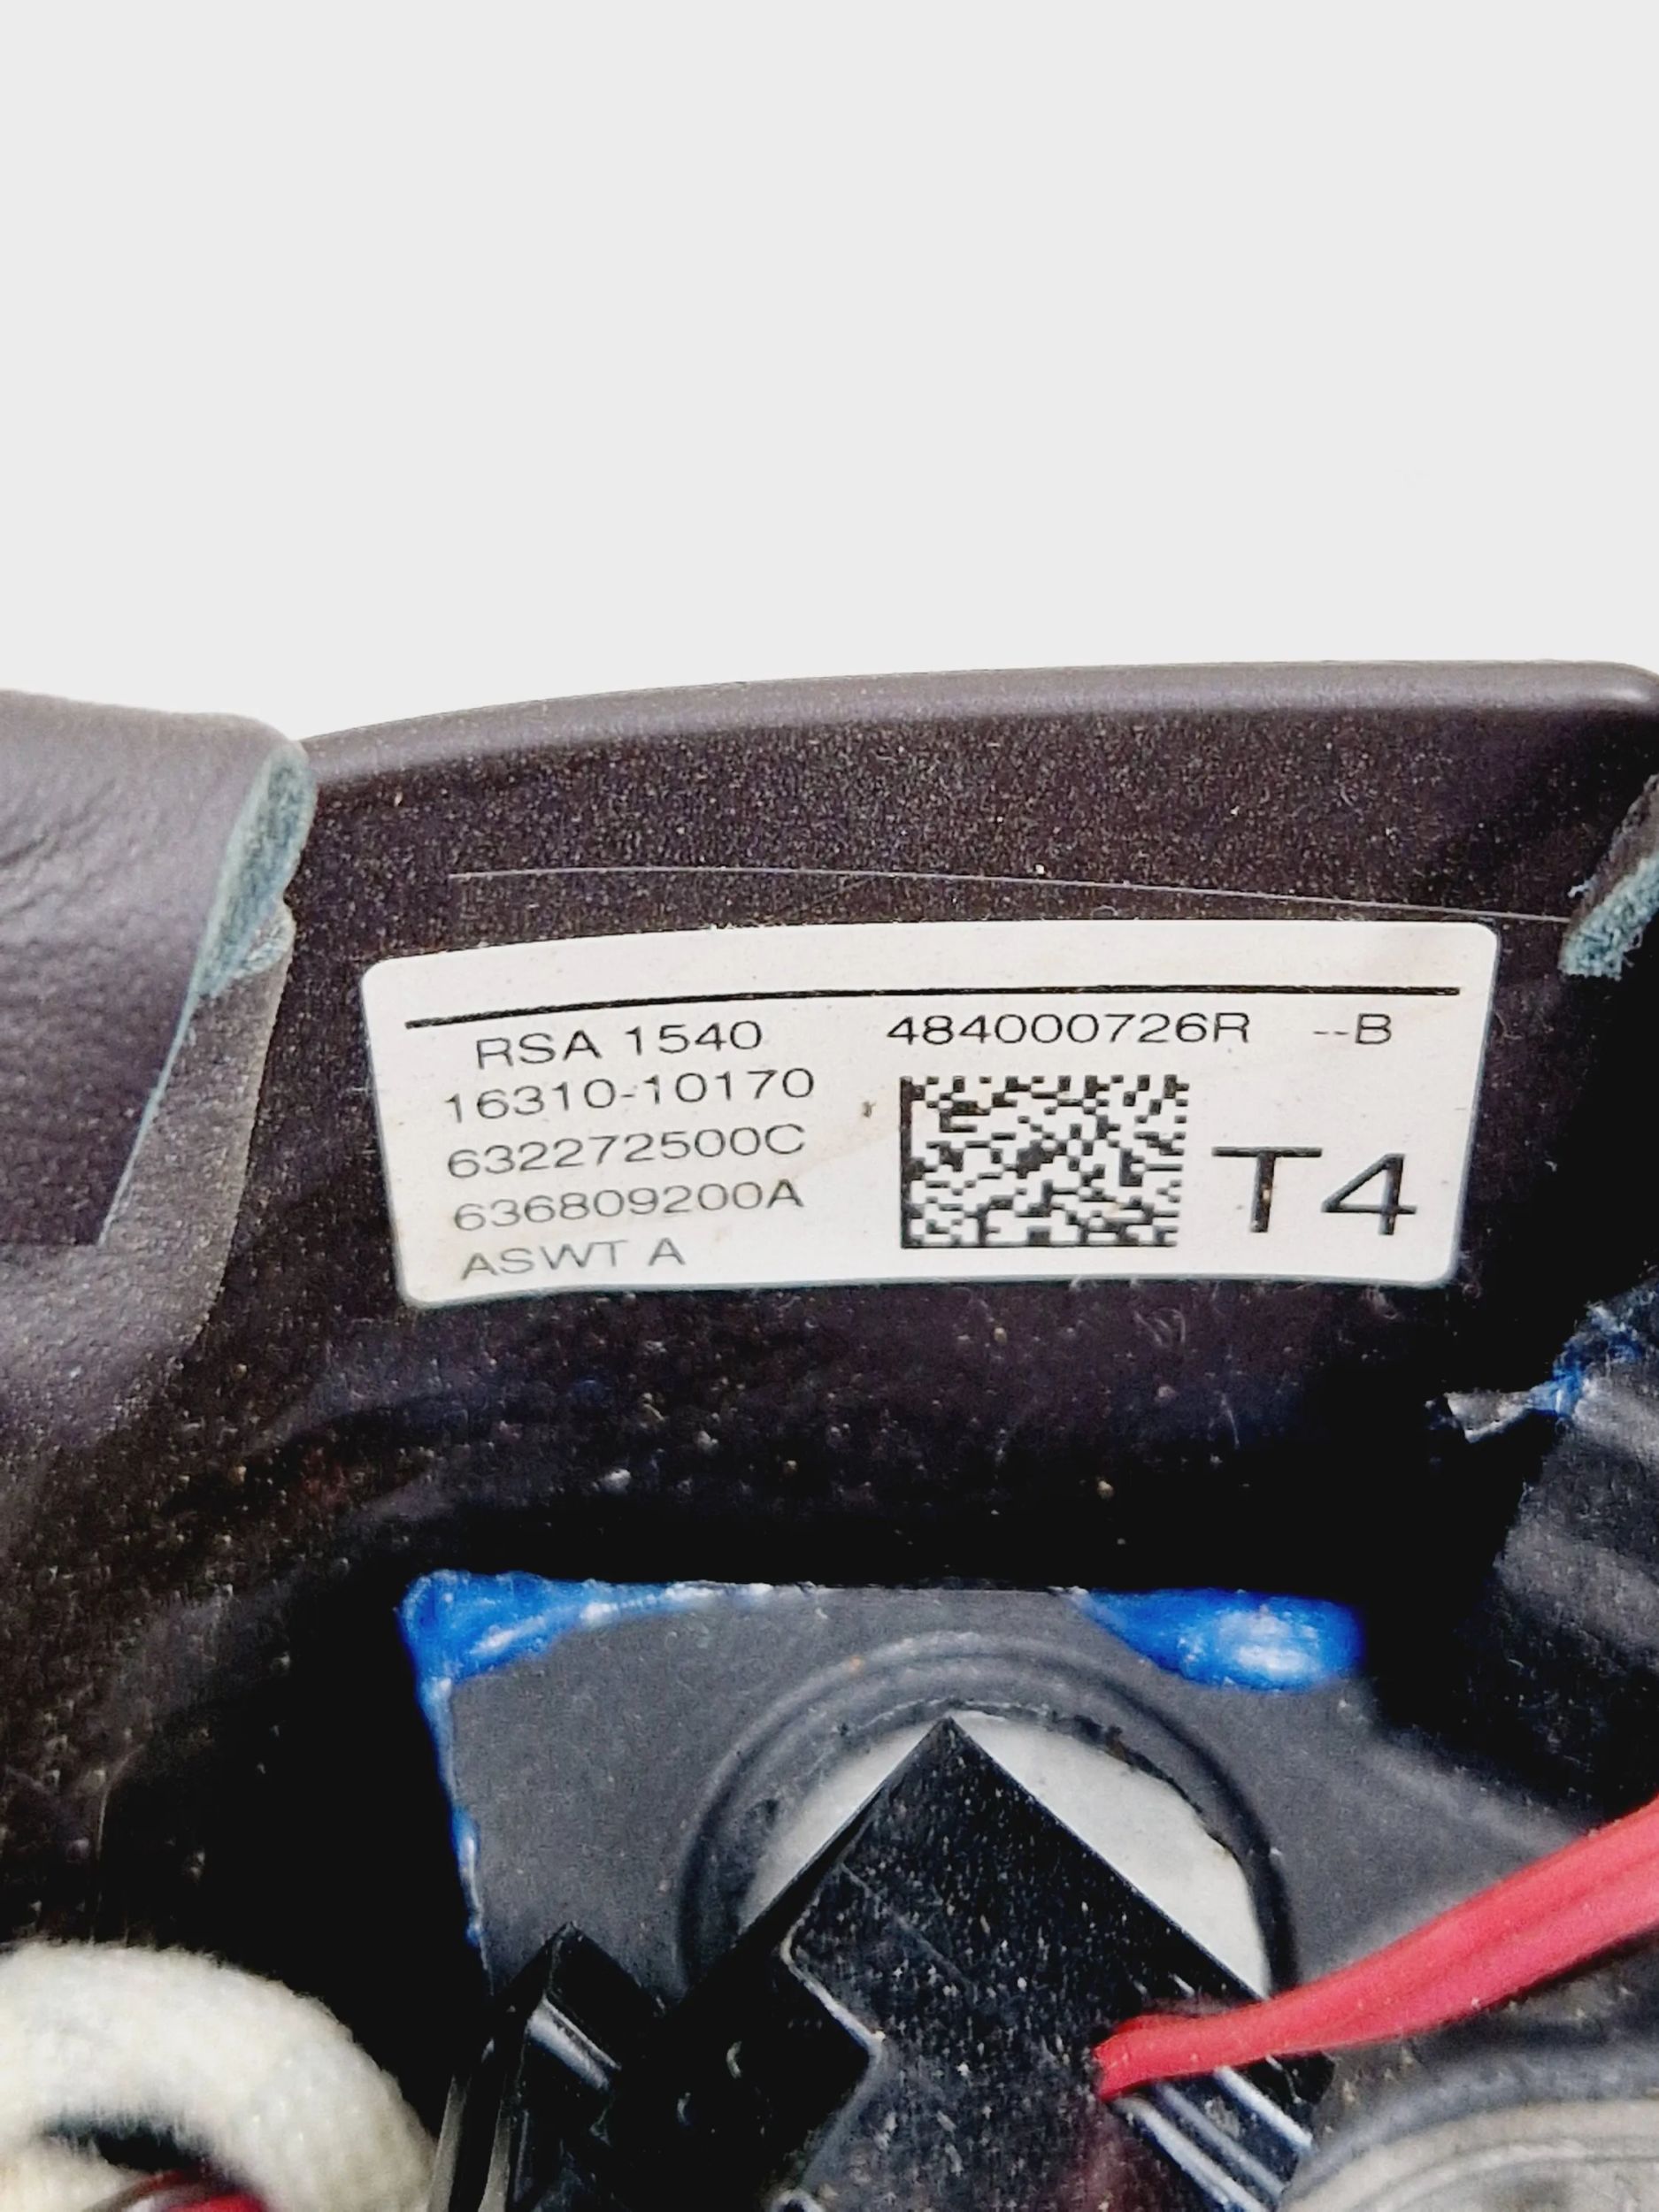 RSA 1540
16310-10170
632272500C
636809200A
ASWT A
484000726R --B
T4